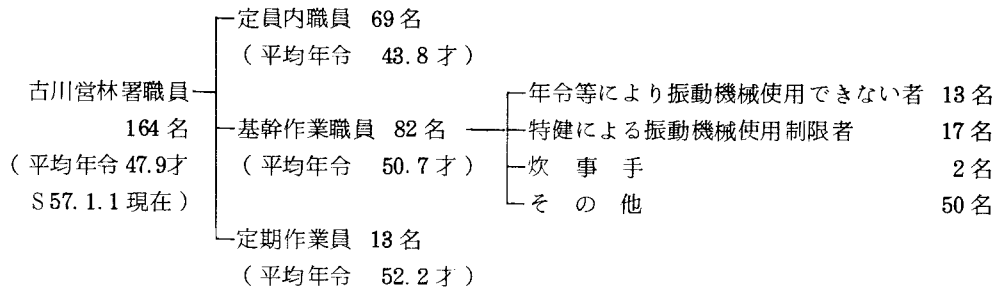 定員内職員 69名
(平均年令 43.8才)
古川営林署職員
164名
(平均年令47.9才
S57.1.1現在)
基幹作業職員 82名
(平均年令 50.7才)
年令等により振動機械使用できない者 13名
特健による振動機械使用制限者 17名
炊事手 2名
その他 50名
定期作業員 13名
(平均年令 52.2才)